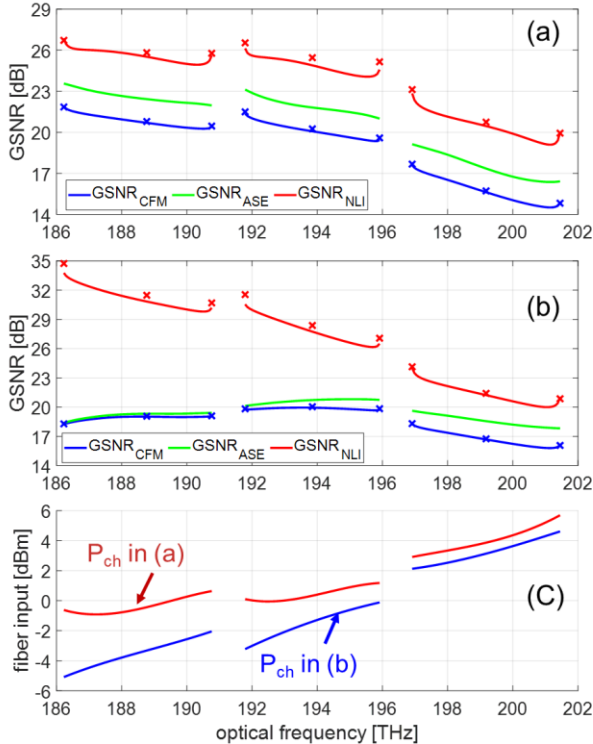 29
26
23
20
17
14
GSNR [dB]
(a)
GSNR_CFM GSNR_ASE GSNR_NLI
186 188 190 192 194 196 198 200 202
35
32
29
26
23
20
17
14
GSNR [dB]
(b)
GSNR_CFM GSNR_ASE GSNR_NLI
186 188 190 192 194 196 198 200 202
6
4
2
0
-2
-4
-6
fiber input [dBm]
P_ch in (a)
(C)
P_ch in (b)
186 188 190 192 194 196 198 200 202
optical frequency [THz]